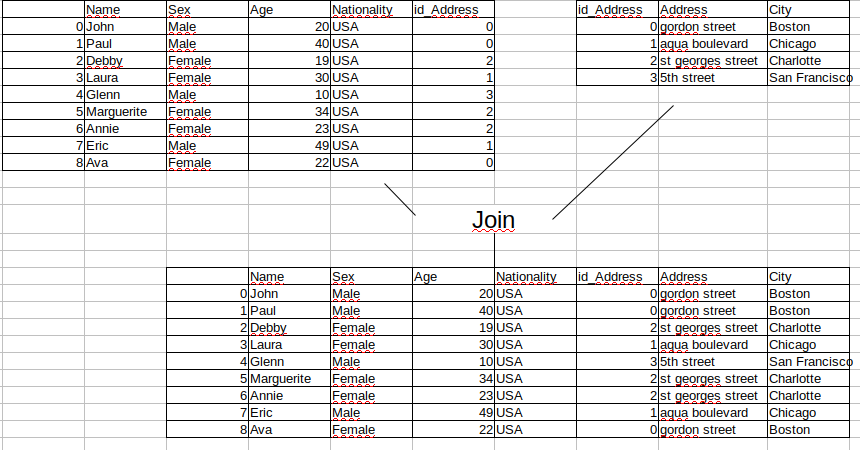 Name Sex Age Nationality id_Address id_Address Address City
0 John Male 20 USA 0 0 gordon street Boston
1 Paul Male 40 USA 0 1 aqua boulevard Chicago
2 Debby Female 19 USA 2 2 st georges street Charlotte
3 Laura Female 30 USA 1 3 5th street San Francisco
4 Glenn Male 10 USA 3
5 Marguerite Female 34 USA 2
6 Annie Female 23 USA 2
7 Eric Male 49 USA 1
8 Ava Female 22 USA 0
Join
Name Sex Age Nationality id_Address Address City
0 John Male 20 USA 0 gordon street Boston
1 Paul Male 40 USA 0 gordon street Boston
2 Debby Female 19 USA 2 st georges street Charlotte
3 Laura Female 30 USA 1 aqua boulevard Chicago
4 Glenn Male 10 USA 3 5th street San Francisco
5 Marguerite Female 34 USA 2 st georges street Charlotte
6 Annie Female 23 USA 2 st georges street Charlotte
7 Eric Male 49 USA 1 aqua boulevard Chicago
8 Ava Female 22 USA 0 gordon street Boston